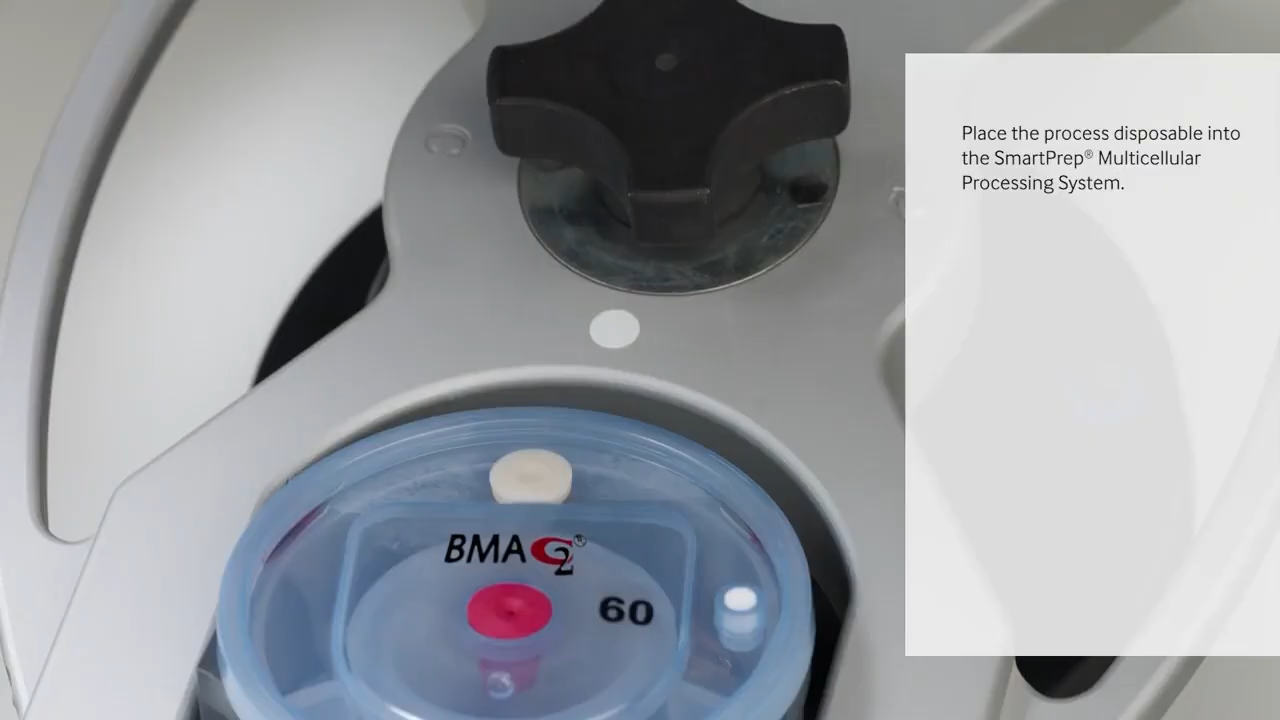 Place the process disposable into
the SmartPrep® Multicellular
Processing System.
BMAC2®
60